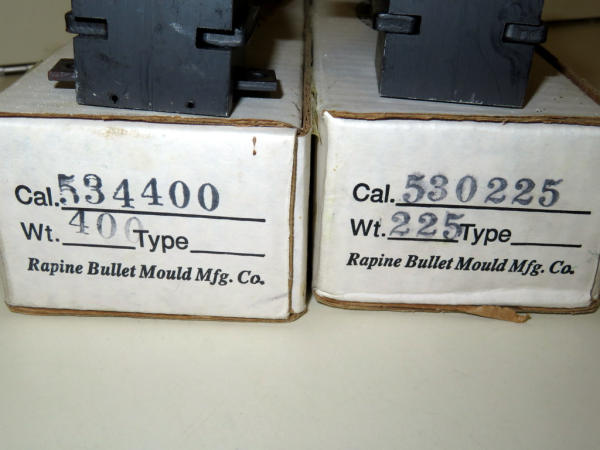 Cal. 534400
Wt. 400 Type
Rapine Bullet Mould Mfg. Co.
Cal. 530225
Wt. 225 Type
Rapine Bullet Mould Mfg. Co.